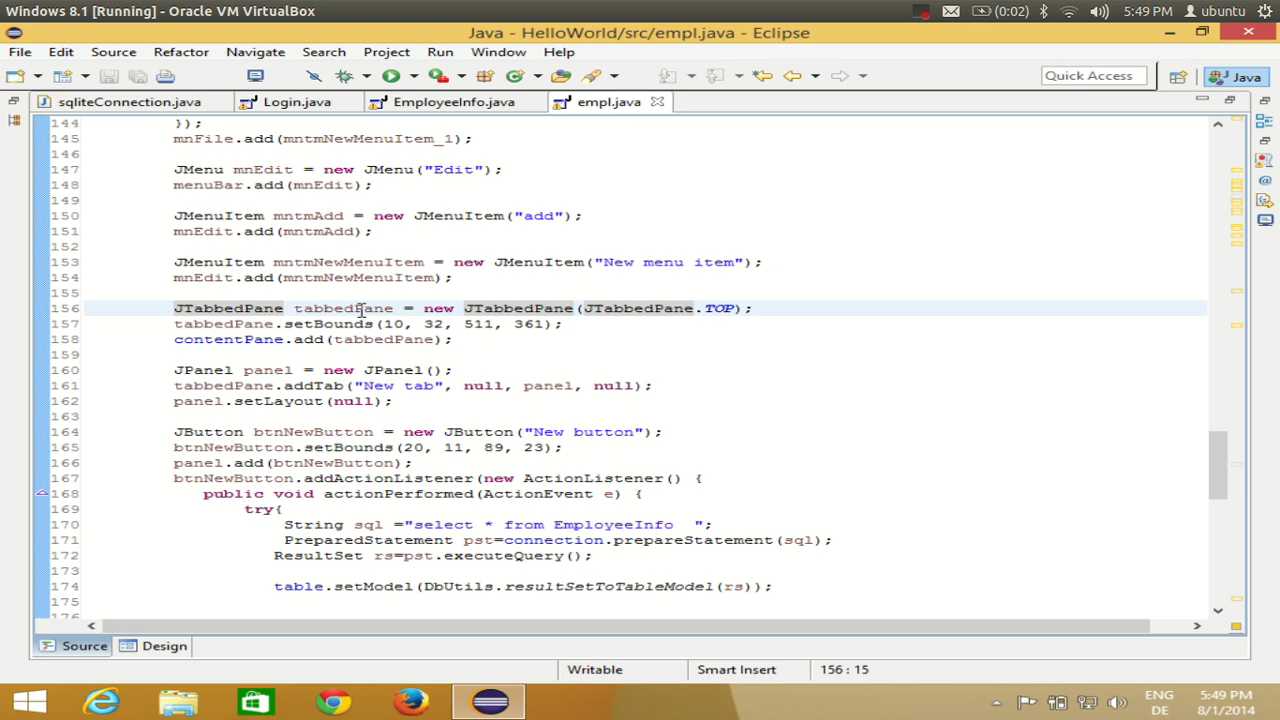 Windows 8.1 [Running] - Oracle VM VirtualBox
(0:02)
5:49 PM
ubuntu
Java - HelloWorld/src/empl.java - Eclipse
File Edit Source Refactor Navigate Search Project Run Window Help
Quick Access
Java
sqliteConnection.java
Login.java
EmployeeInfo.java
empl.java
144 });
145 mnFile.add(mntmNewMenuItem_1);
146
147 JMenu mnEdit = new JMenu("Edit");
148 menuBar.add(mnEdit);
149
150 JMenuItem mntmAdd = new JMenuItem("add");
151 mnEdit.add(mntmAdd);
152
153 JMenuItem mntmNewMenuItem = new JMenuItem("New menu item");
154 mnEdit.add(mntmNewMenuItem);
155
156 JTabbedPane tabbedPane = new JTabbedPane(JTabbedPane.TOP);
157 tabbedPane.setBounds(10, 32, 511, 361);
158 contentPane.add(tabbedPane);
159
160 JPanel panel = new JPanel();
161 tabbedPane.addTab("New tab", null, panel, null);
162 panel.setLayout(null);
163
164 JButton btnNewButton = new JButton("New button");
165 btnNewButton.setBounds(20, 11, 89, 23);
166 panel.add(btnNewButton);
167 btnNewButton.addActionListener(new ActionListener() {
168 public void actionPerformed(ActionEvent e) {
169 try{
170 String sql ="select * from EmployeeInfo  ";
171 PreparedStatement pst=connection.prepareStatement(sql);
172 ResultSet rs=pst.executeQuery();
173
174 table.setModel(DbUtils.resultSetToTableModel(rs));
175
176
Source
Design
Writable
Smart Insert
156 : 15
ENG
DE
5:49 PM
8/1/2014